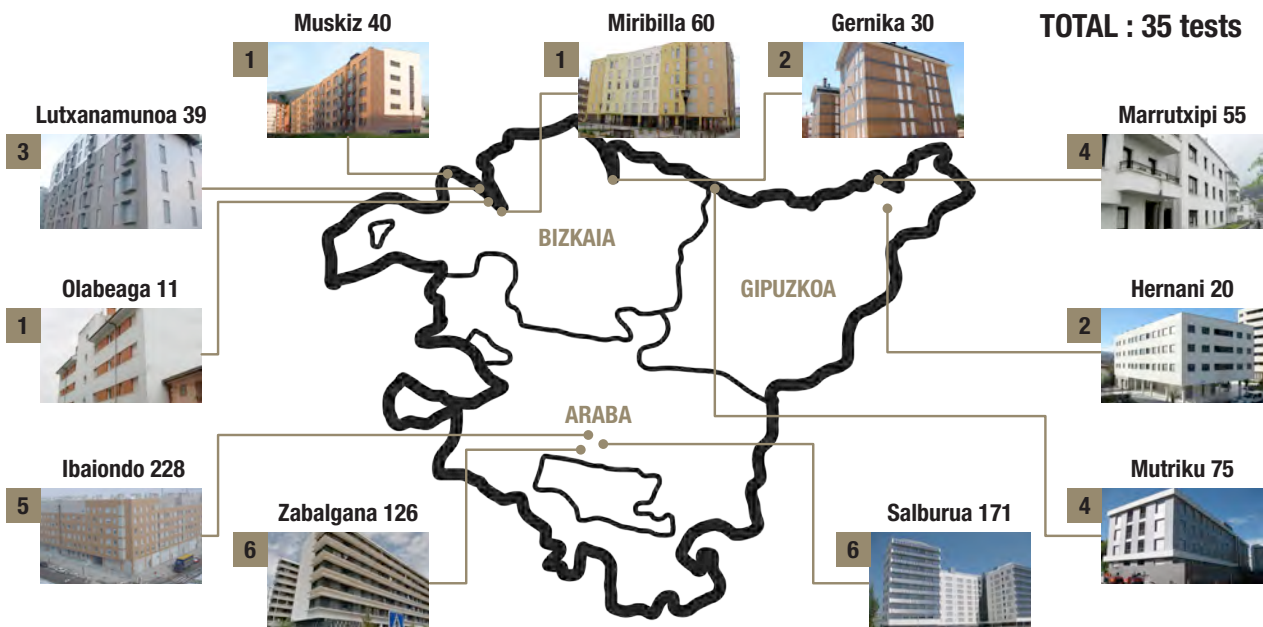 Muskiz 40
1
Miribilla 60
1
Gernika 30
2
TOTAL : 35 tests
Lutxanamunoa 39
3
Marrutxipi 55
4
BIZKAIA
GIPUZKOA
Olabeaga 11
1
Hernani 20
2
ARABA
Ibaiondo 228
5
Zabalgana 126
6
Salburua 171
6
Mutriku 75
4